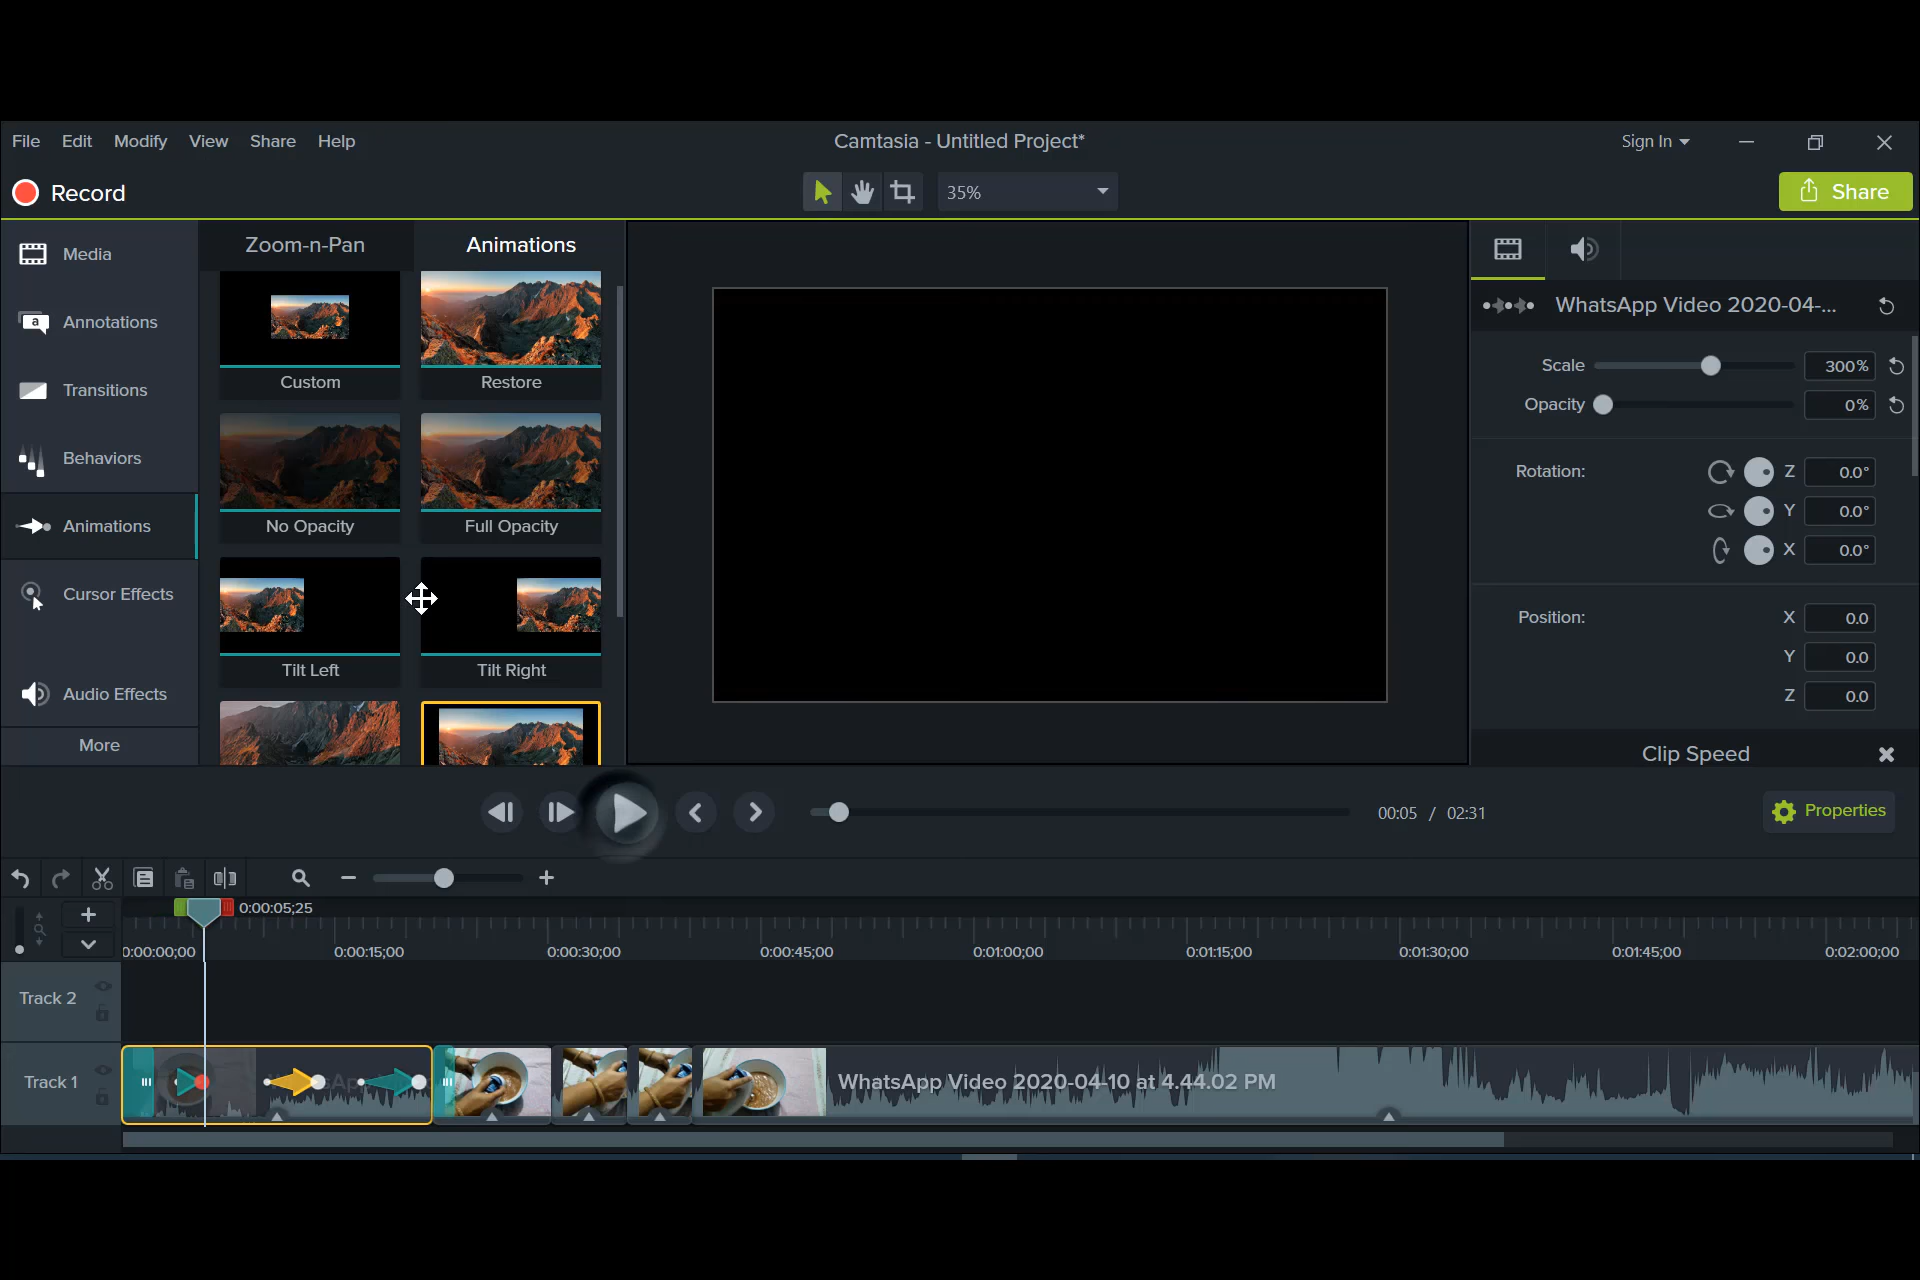 File Edit Modify View Share Help
Camtasia - Untitled Project*
Sign In
Record
35%
Share
Media
Annotations
Transitions
Behaviors
Animations
Cursor Effects
Audio Effects
More
Zoom-n-Pan
Animations
Custom
Restore
No Opacity
Full Opacity
Tilt Left
Tilt Right
WhatsApp Video 2020-04-...
Scale 300%
Opacity 0%
Rotation: Z 0.0°
Y 0.0°
X 0.0°
Position: X 0.0
Y 0.0
Z 0.0
Clip Speed
00:05 / 02:31
Properties
0:00:05;25
0:00:00;00 0:00:15;00 0:00:30;00 0:00:45;00 0:01:00;00 0:01:15;00 0:01:30;00 0:01:45;00 0:02:00;00
Track 2
Track 1
WhatsApp Video 2020-04-10 at 4.44.02 PM